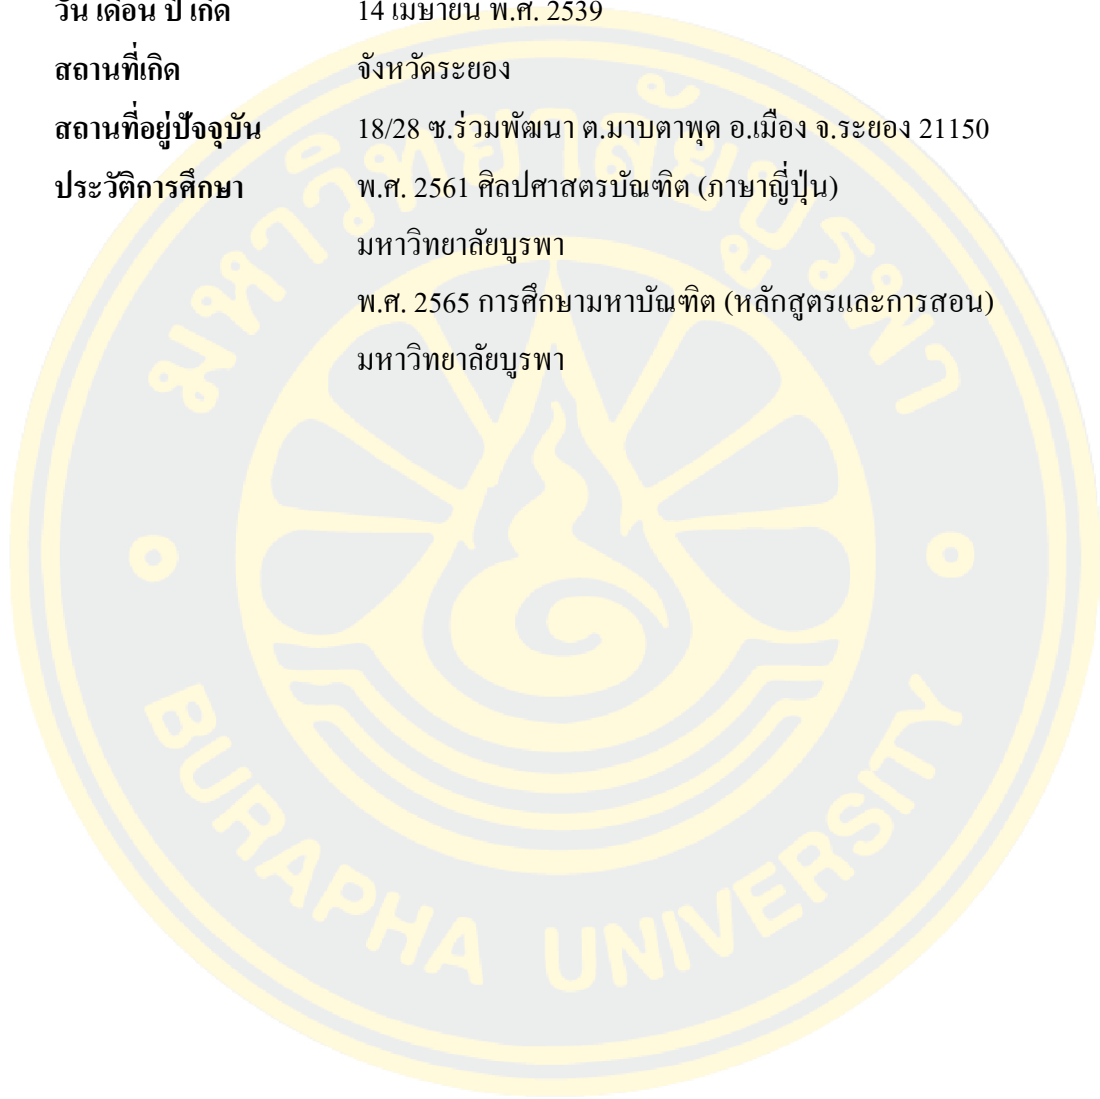 วัน เดือน ปี เกิด 14 เมษายน พ.ศ. 2539
สถานที่เกิด จังหวัดระยอง
สถานที่อยู่ปัจจุบัน 18/28 ซ.ร่วมพัฒนา ต.มาบตาพุด อ.เมือง จ.ระยอง 21150
ประวัติการศึกษา พ.ศ. 2561 ศิลปศาสตรบัณฑิต (ภาษาญี่ปุ่น)
มหาวิทยาลัยบูรพา
พ.ศ. 2565 การศึกษามหาบัณฑิต (หลักสูตรและการสอน)
มหาวิทยาลัยบูรพา
มหาวิทยาลัยบูรพา
BURAPHA UNIVERSITY